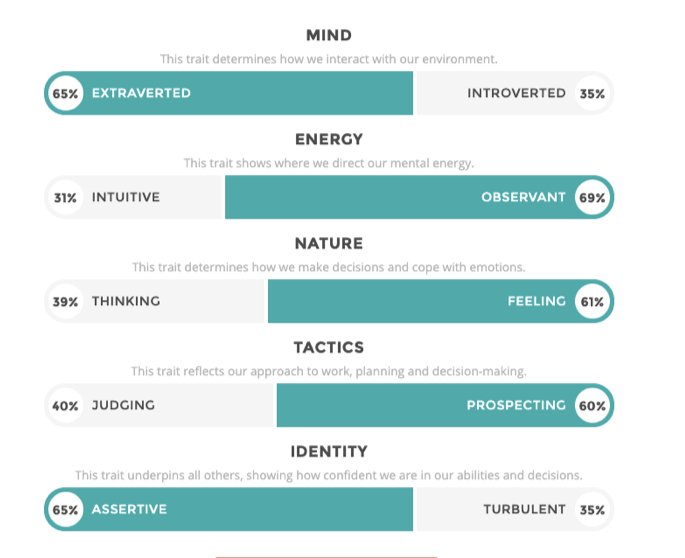 MIND
This trait determines how we interact with our environment.
65% EXTRAVERTED INTROVERTED 35%
ENERGY
This trait shows where we direct our mental energy.
31% INTUITIVE OBSERVANT 69%
NATURE
This trait determines how we make decisions and cope with emotions.
39% THINKING FEELING 61%
TACTICS
This trait reflects our approach to work, planning and decision-making.
40% JUDGING PROSPECTING 60%
IDENTITY
This trait underpins all others, showing how confident we are in our abilities and decisions.
65% ASSERTIVE TURBULENT 35%